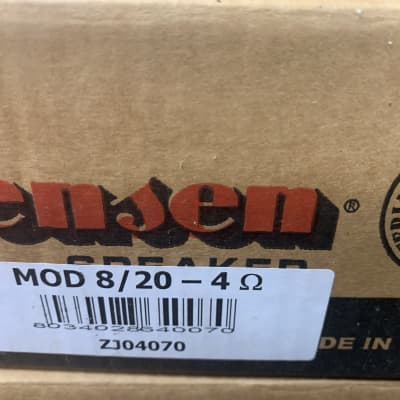 ensen®
SPEAKER
MOD 8/20 – 4 Ω
8034028640070
ZJ04070
DE IN